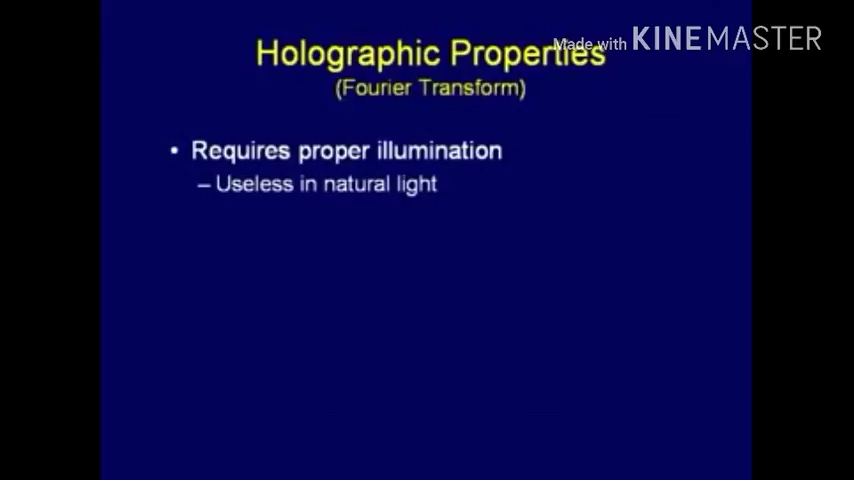 Holographic Properties
Made with KINEMASTER
(Fourier Transform)
• Requires proper illumination
– Useless in natural light